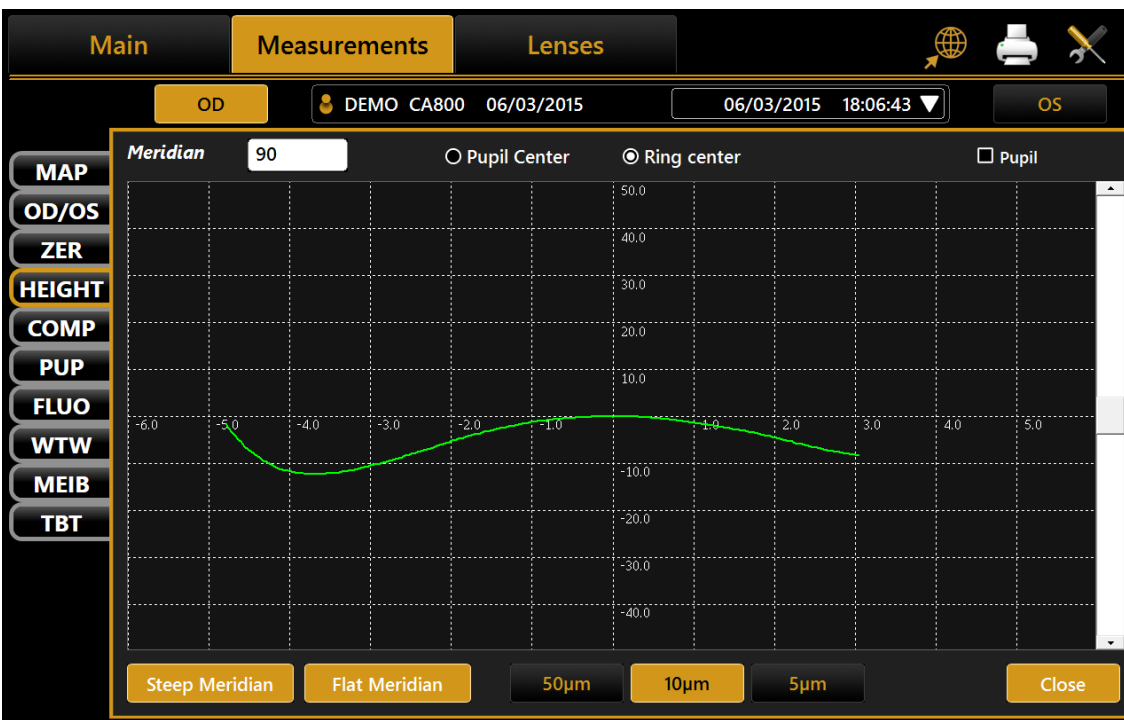 Main Measurements Lenses
OD DEMO CA800 06/03/2015 06/03/2015 18:06:43 OS
Meridian 90 Pupil Center Ring center Pupil
MAP
OD/OS
ZER
HEIGHT
COMP
PUP
FLUO
WTW
MEIB
TBT
50.0
40.0
30.0
20.0
10.0
-6.0 -5.0 -4.0 -3.0 -2.0 -1.0 1.0 2.0 3.0 4.0 5.0
-10.0
-20.0
-30.0
-40.0
Steep Meridian Flat Meridian 50µm 10µm 5µm Close